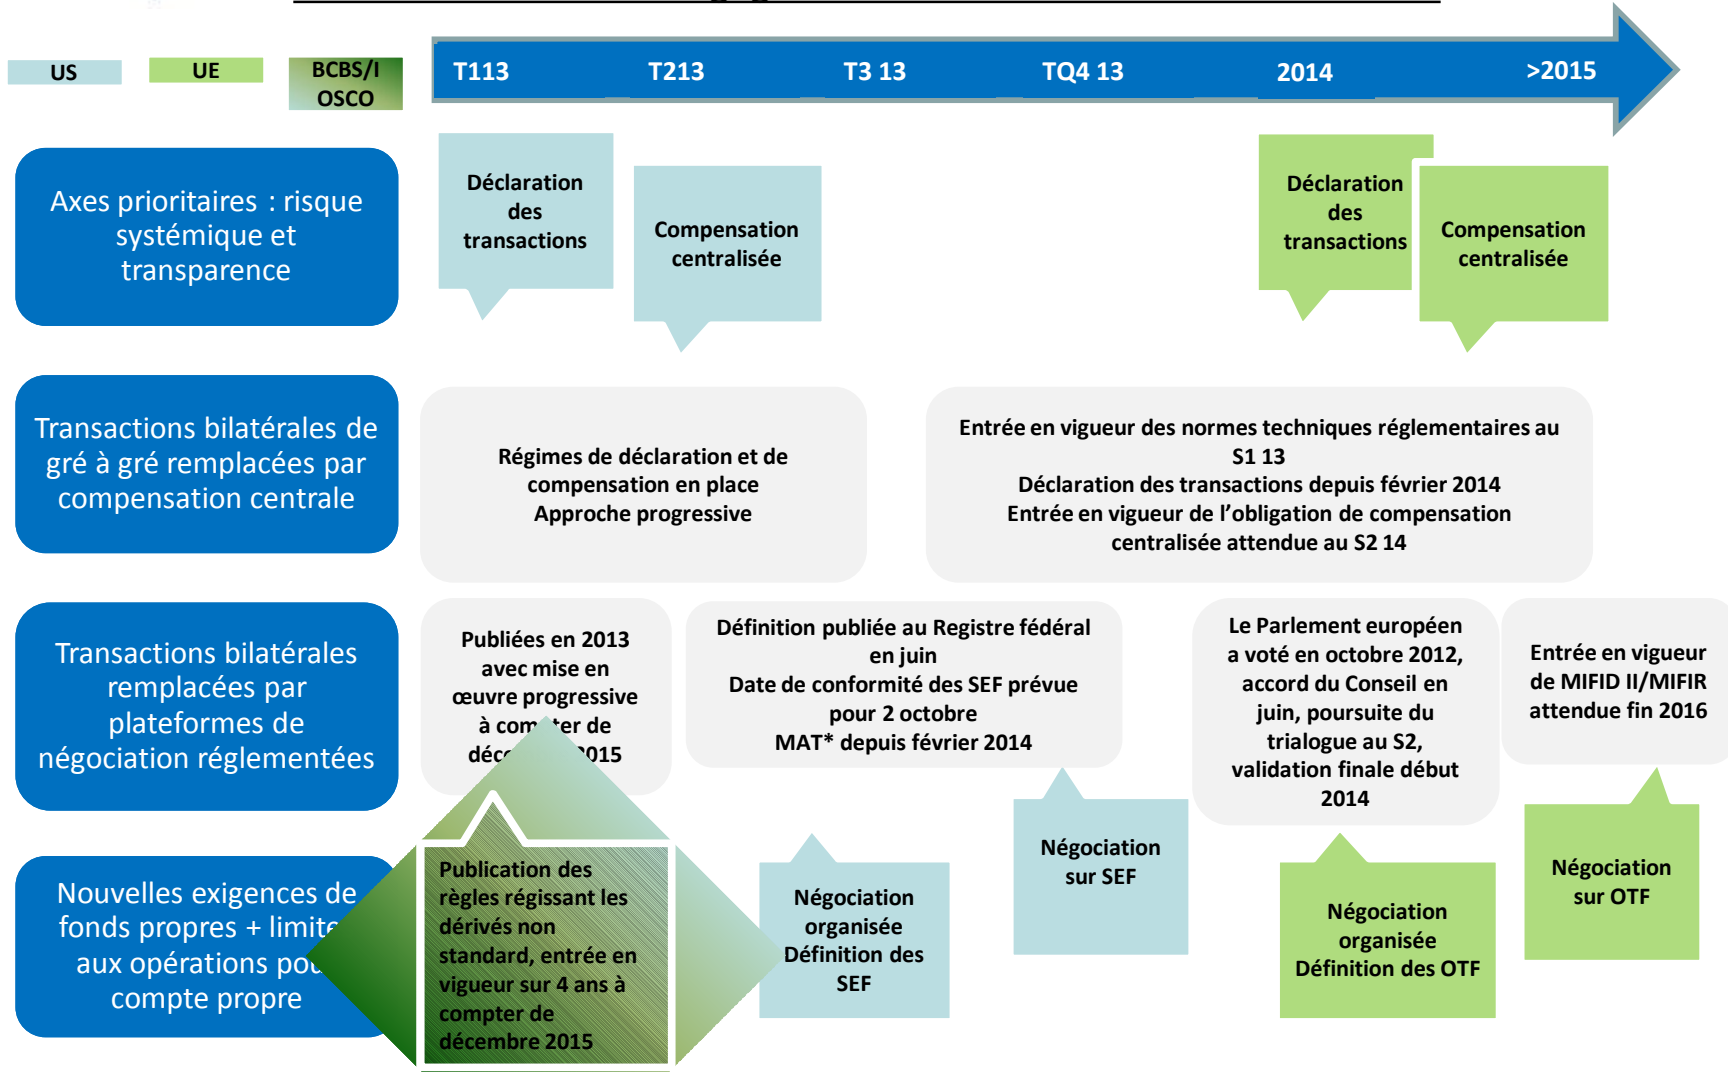 US
UE
BCBS/I
OSCO
T113
T213
T3 13
TQ4 13
2014
>2015
Axes prioritaires : risque
systémique et
transparence
Déclaration
des
transactions
Compensation
centralisée
Déclaration
des
transactions
Compensation
centralisée
Transactions bilatérales de
gré à gré remplacées par
compensation centrale
Régimes de déclaration et de
compensation en place
Approche progressive
Entrée en vigueur des normes techniques réglementaires au
S1 13
Déclaration des transactions depuis février 2014
Entrée en vigueur de l’obligation de compensation
centralisée attendue au S2 14
Transactions bilatérales
remplacées par
plateformes de
négociation réglementées
Publiées en 2013
avec mise en
œuvre progressive
à compter de
2015
Définition publiée au Registre fédéral
en juin
Date de conformité des SEF prévue
pour 2 octobre
MAT* depuis février 2014
Le Parlement européen
a voté en octobre 2012,
accord du Conseil en
juin, poursuite du
trialogue au S2,
validation finale début
2014
Entrée en vigueur
de MIFID II/MIFIR
attendue fin 2016
Nouvelles exigences de
fonds propres + limite
aux opérations pour
compte propre
Publication des
règles régissant les
dérivés non
standard, entrée en
vigueur sur 4 ans à
compter de
décembre 2015
Négociation
organisée
Définition des
SEF
Négociation
sur SEF
Négociation
organisée
Définition des OTF
Négociation
sur OTF